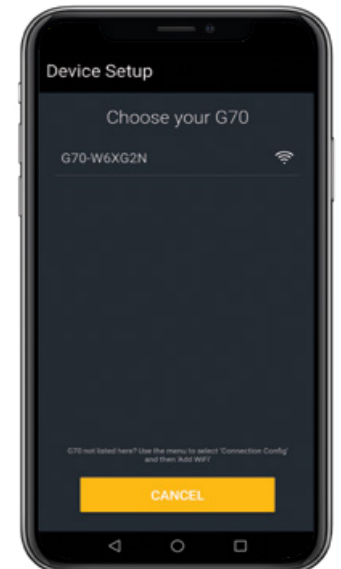 Device Setup
Choose your G70
G70-W6XG2N
G70 not listed here? Use the menu to select 'Connection Config'
and then 'Add WiFi'
CANCEL